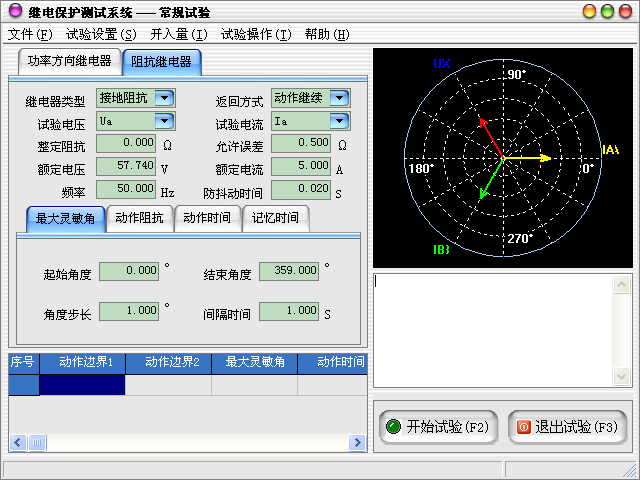 继电保护测试系统 —— 常规试验
文件(F) 试验设置(S) 开入量(I) 试验操作(T) 帮助(H)
功率方向继电器 阻抗继电器
继电器类型 接地阻抗 返回方式 动作继续
试验电压 Ua 试验电流 Ia
整定阻抗 0.000 Ω 允许误差 0.500 Ω
额定电压 57.740 V 额定电流 5.000 A
频率 50.000 Hz 防抖动时间 0.020 S
最大灵敏角 动作阻抗 动作时间 记忆时间
起始角度 0.000 ° 结束角度 359.000 °
角度步长 1.000 ° 间隔时间 1.000 S
序号 动作边界1 动作边界2 最大灵敏角 动作时间
90°
180°
0°
270°
开始试验(F2) 退出试验(F3)